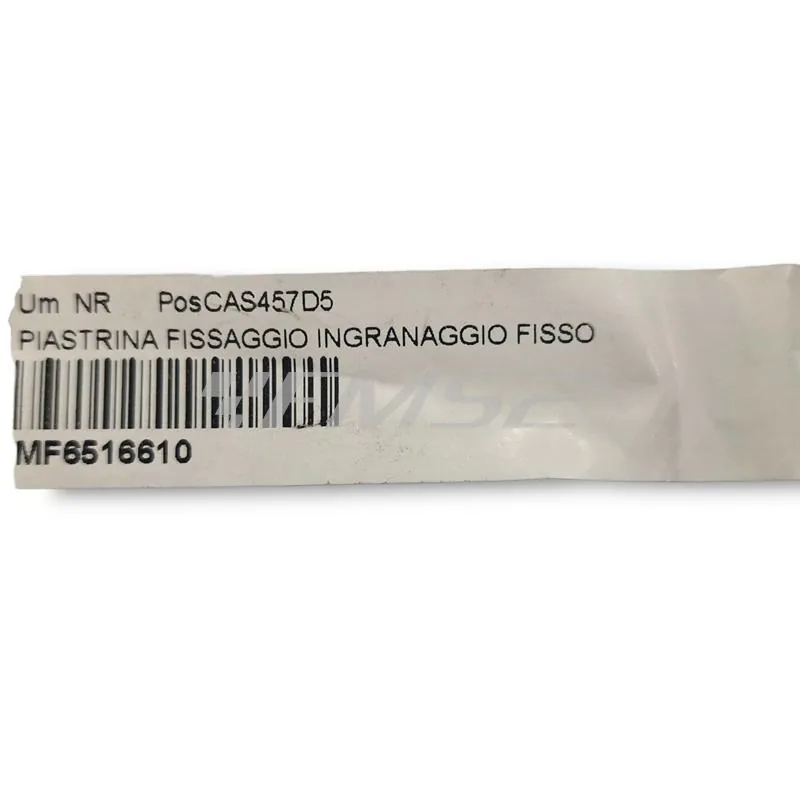 Um NR PosCAS457D5
PIASTRINA FISSAGGIO INGRANAGGIO FISSO
MF6516610